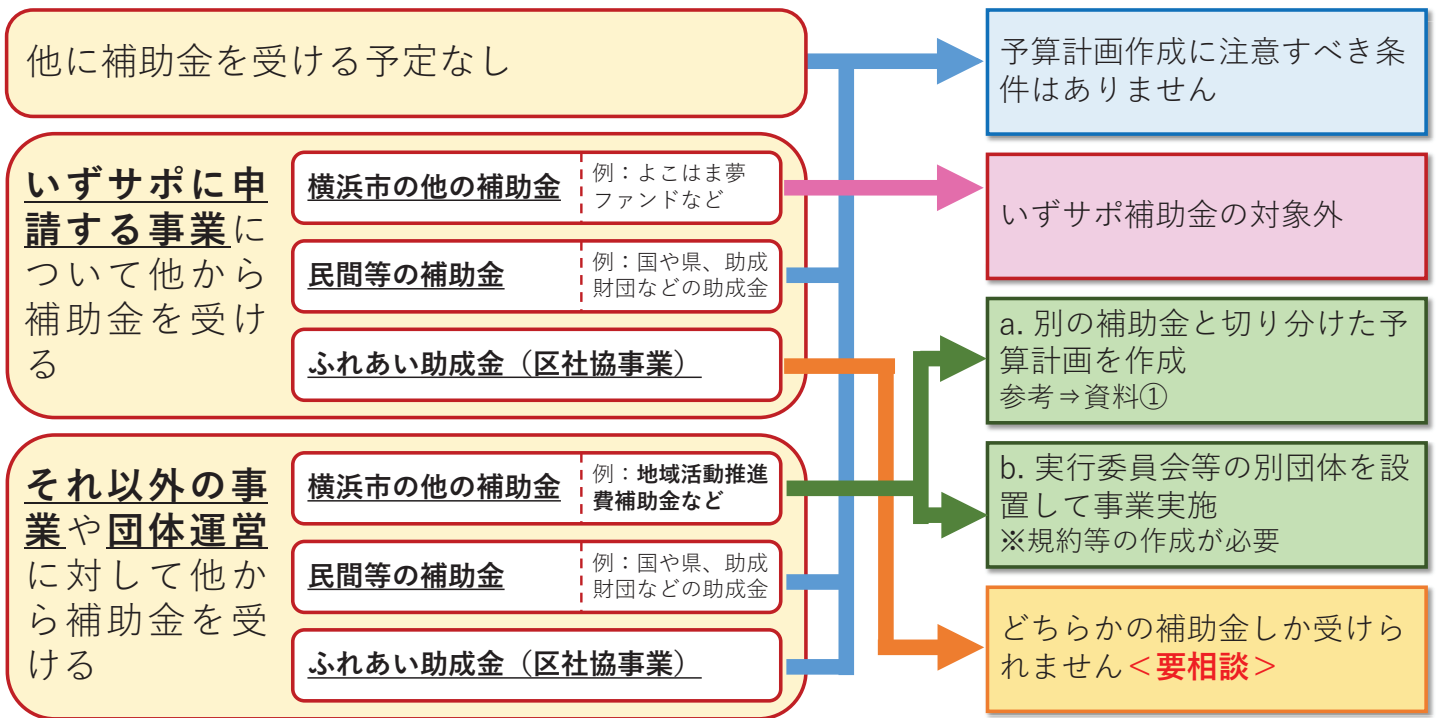 他に補助金を受ける予定なし
いずサポに申
請する事業に
ついて他から
補助金を受け
る
横浜市の他の補助金
例：よこはま夢
ファンドなど
民間等の補助金
例：国や県、助成
財団などの助成金
ふれあい助成金（区社協事業）
それ以外の事
業や団体運営
に対して他か
ら補助金を受
ける
横浜市の他の補助金
例：地域活動推進
費補助金など
民間等の補助金
例：国や県、助成
財団などの助成金
ふれあい助成金（区社協事業）
予算計画作成に注意すべき条
件はありません
いずサポ補助金の対象外
a. 別の補助金と切り分けた予
算計画を作成
参考⇒資料①
b. 実行委員会等の別団体を設
置して事業実施
※規約等の作成が必要
どちらかの補助金しか受けら
れません＜要相談＞